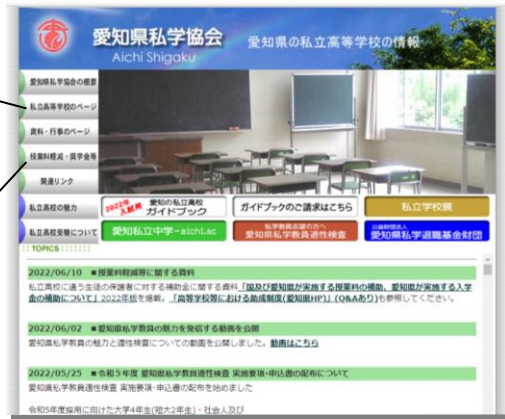 愛知県私学協会
Aichi Shigaku
愛知県の私立高等学校の情報
愛知県私学協会の概要
私立高等学校のページ
資料・行事のページ
授業料軽減・奨学金等
関連リンク
私立高校の魅力
私立高校受験について
2022年入試用
愛知の私立高校
ガイドブック
ガイドブックのご請求はこちら
私立学校展
愛知私立中学-aichi.sc
私学教員志望の方へ
愛知県私学教員適性検査
公益財団法人
愛知県私学退職基金財団
:: TOPICS :::::::
2022/06/10 ■授業料軽減等に関する資料
私立高校に通う生徒の保護者に対する補助金に関する資料「国及び愛知県が実施する授業料の補助、愛知県が実施する入学
金の補助について」2022年版を掲載。「高等学校等における助成制度(愛知県HP)」(Q&Aあり)も参照してください。
2022/06/02 ■愛知県私学教員の魅力を発信する動画を公開
愛知県私学教員の魅力と適性検査についての動画を公開しました。動画はこちら
2022/05/25 ■令和5年度 愛知県私学教員適性検査 実施要項・申込書の配布について
愛知県私学教員適性検査 実施要項・申込書の配布を始めました
令和5年度採用に向けた大学4年生(短大2年生)・社会人及び